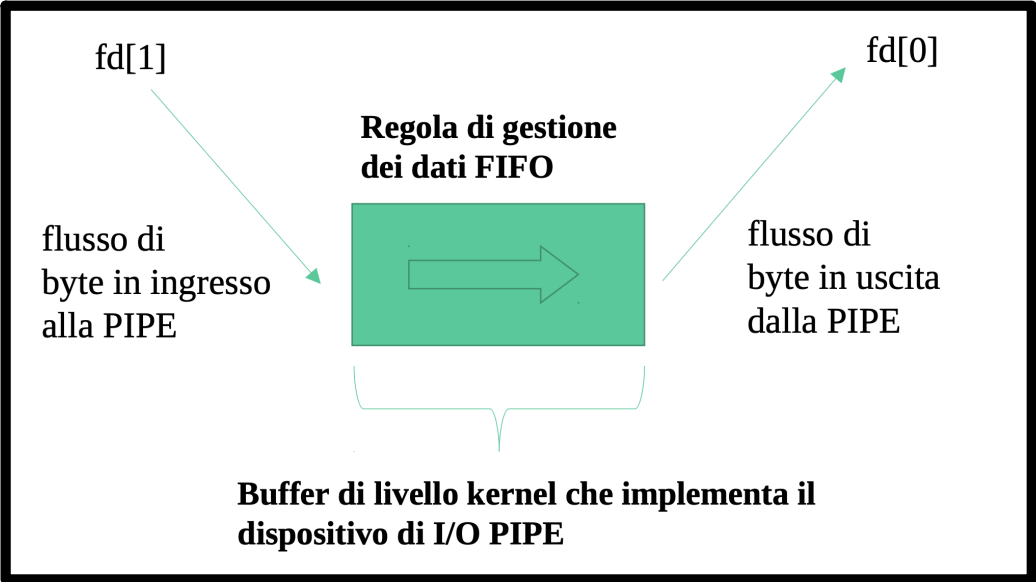 fd[1]
fd[0]
Regola di gestione
dei dati FIFO
flusso di
byte in ingresso
alla PIPE
flusso di
byte in uscita
dalla PIPE
Buffer di livello kernel che implementa il
dispositivo di I/O PIPE